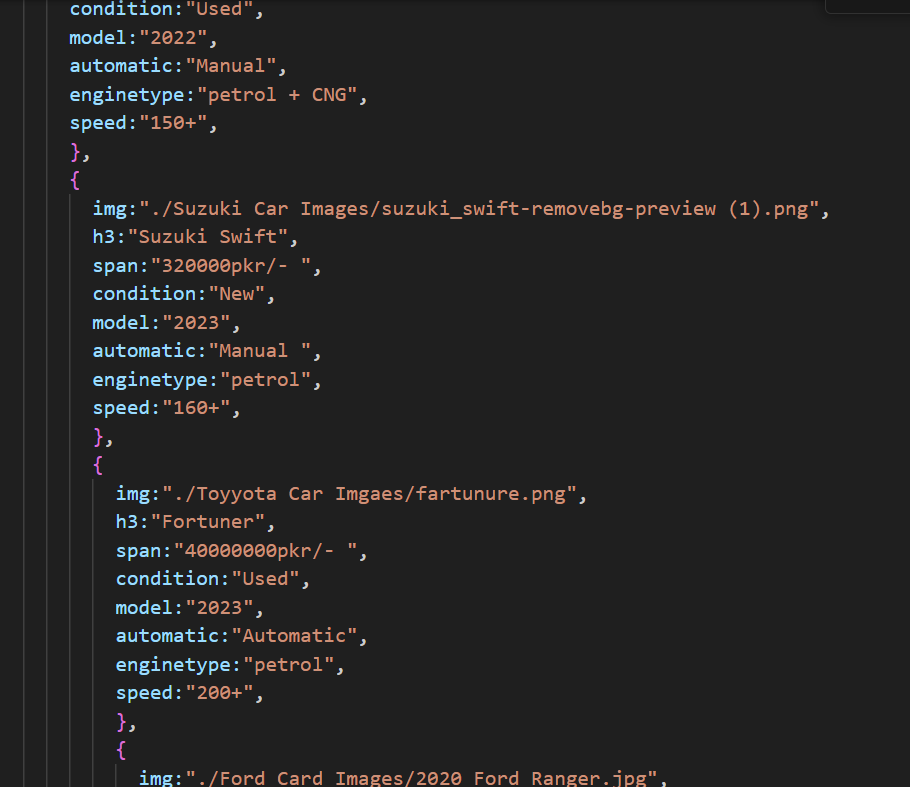 condition:"Used",
model:"2022",
automatic:"Manual",
enginetype:"petrol + CNG",
speed:"150+",
},
{
img:"./Suzuki Car Images/suzuki_swift-removebg-preview (1).png",
h3:"Suzuki Swift",
span:"320000pkr/- ",
condition:"New",
model:"2023",
automatic:"Manual ",
enginetype:"petrol",
speed:"160+",
},
{
img:"./Toyyota Car Imgaes/fartunure.png",
h3:"Fortuner",
span:"40000000pkr/- ",
condition:"Used",
model:"2023",
automatic:"Automatic",
enginetype:"petrol",
speed:"200+",
},
{
img:"./Ford Card Images/2020 Ford Ranger.jpg",